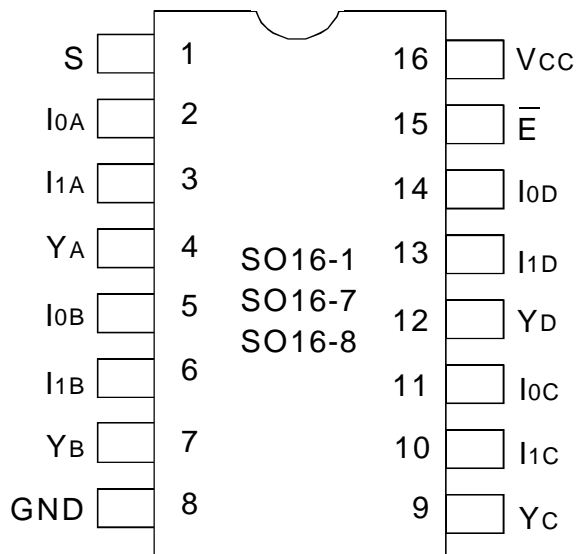 S 1 16 VCC
I0A 2 15 E̅
I1A 3 14 I0D
YA 4 13 I1D
SO16-1
SO16-7
SO16-8
I0B 5 12 YD
I1B 6 11 I0C
YB 7 10 I1C
GND 8 9 YC